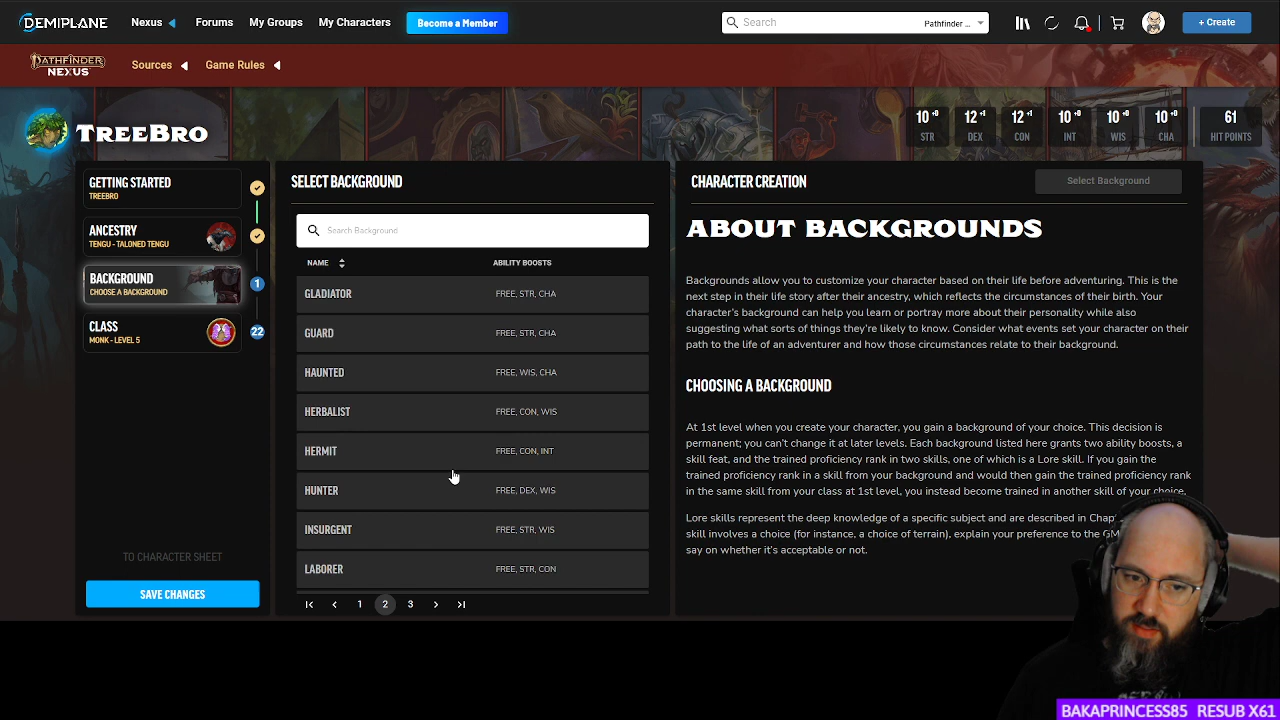 DEMIPLANE
Nexus
Forums
My Groups
My Characters
Become a Member
Search
Pathfinder ...
+ Create
PATHFINDER
NEXUS
Sources
Game Rules
TREEBRO
10 +0
STR
12 +1
DEX
12 +1
CON
10 +0
INT
10 +0
WIS
10 +0
CHA
61
HIT POINTS
GETTING STARTED
TREEBRO
ANCESTRY
TENGU - TALONED TENGU
BACKGROUND
CHOOSE A BACKGROUND
1
CLASS
MONK - LEVEL 5
22
TO CHARACTER SHEET
SAVE CHANGES
SELECT BACKGROUND
Search Background
NAME
ABILITY BOOSTS
GLADIATOR
FREE, STR, CHA
GUARD
FREE, STR, CHA
HAUNTED
FREE, WIS, CHA
HERBALIST
FREE, CON, WIS
HERMIT
FREE, CON, INT
HUNTER
FREE, DEX, WIS
INSURGENT
FREE, STR, WIS
LABORER
FREE, STR, CON
1 2 3
CHARACTER CREATION
Select Background
ABOUT BACKGROUNDS
Backgrounds allow you to customize your character based on their life before adventuring. This is the
next step in their life story after their ancestry, which reflects the circumstances of their birth. Your
character's background can help you learn or portray more about their personality while also
suggesting what sorts of things they're likely to know. Consider what events set your character on their
path to the life of an adventurer and how those circumstances relate to their background.
CHOOSING A BACKGROUND
At 1st level when you create your character, you gain a background of your choice. This decision is
permanent; you can't change it at later levels. Each background listed here grants two ability boosts, a
skill feat, and the trained proficiency rank in two skills, one of which is a Lore skill. If you gain the
trained proficiency rank in a skill from your background and would then gain the trained proficiency rank
in the same skill from your class at 1st level, you instead become trained in another skill of your choice.
Lore skills represent the deep knowledge of a specific subject and are described in Chapt
skill involves a choice (for instance, a choice of terrain), explain your preference to the GM
say on whether it's acceptable or not.
BAKAPRINCESS85 RESUB X61